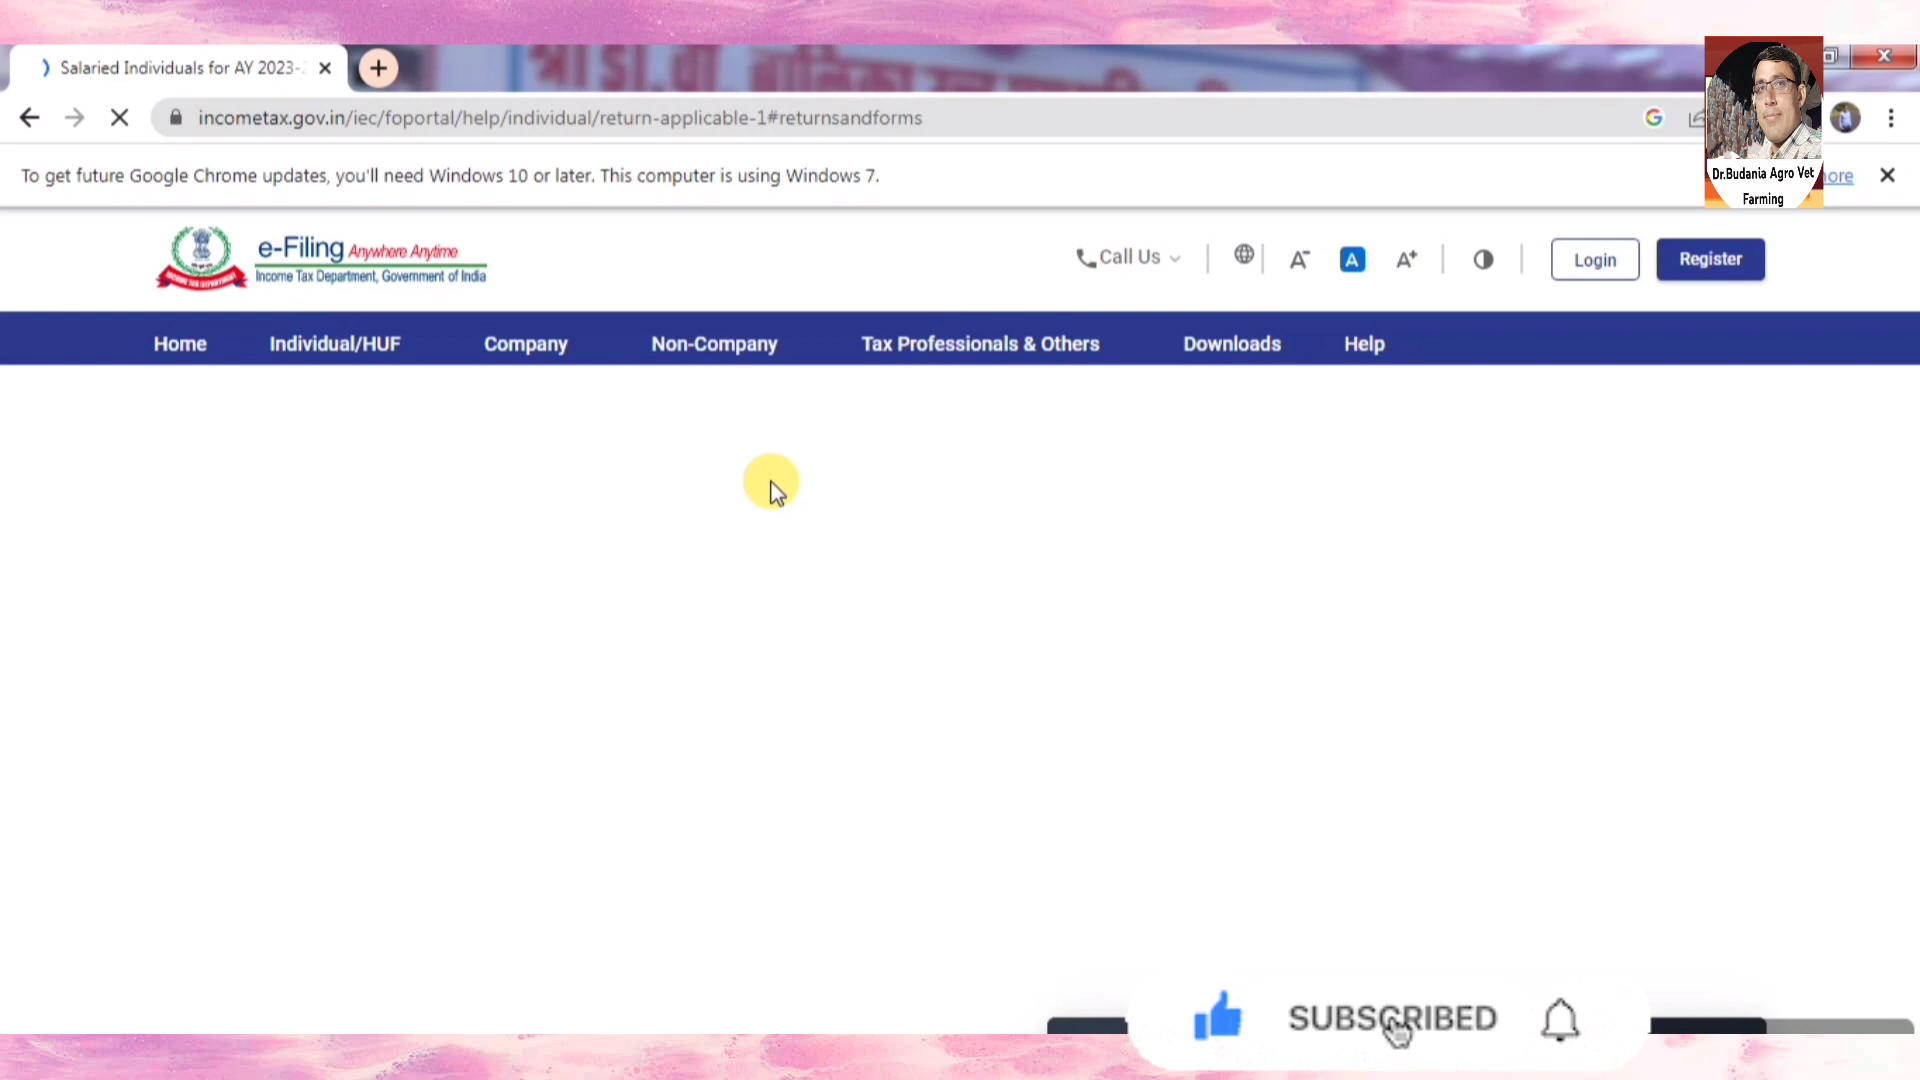 Salaried Individuals for AY 2023-
incometax.gov.in/iec/foportal/help/individual/return-applicable-1#returnsandforms
To get future Google Chrome updates, you'll need Windows 10 or later. This computer is using Windows 7.
Dr.Budania Agro Vet
Farming
e-Filing Anywhere Anytime
Income Tax Department, Government of India
Call Us
A-
A
A+
Login
Register
Home
Individual/HUF
Company
Non-Company
Tax Professionals & Others
Downloads
Help
SUBSCRIBED